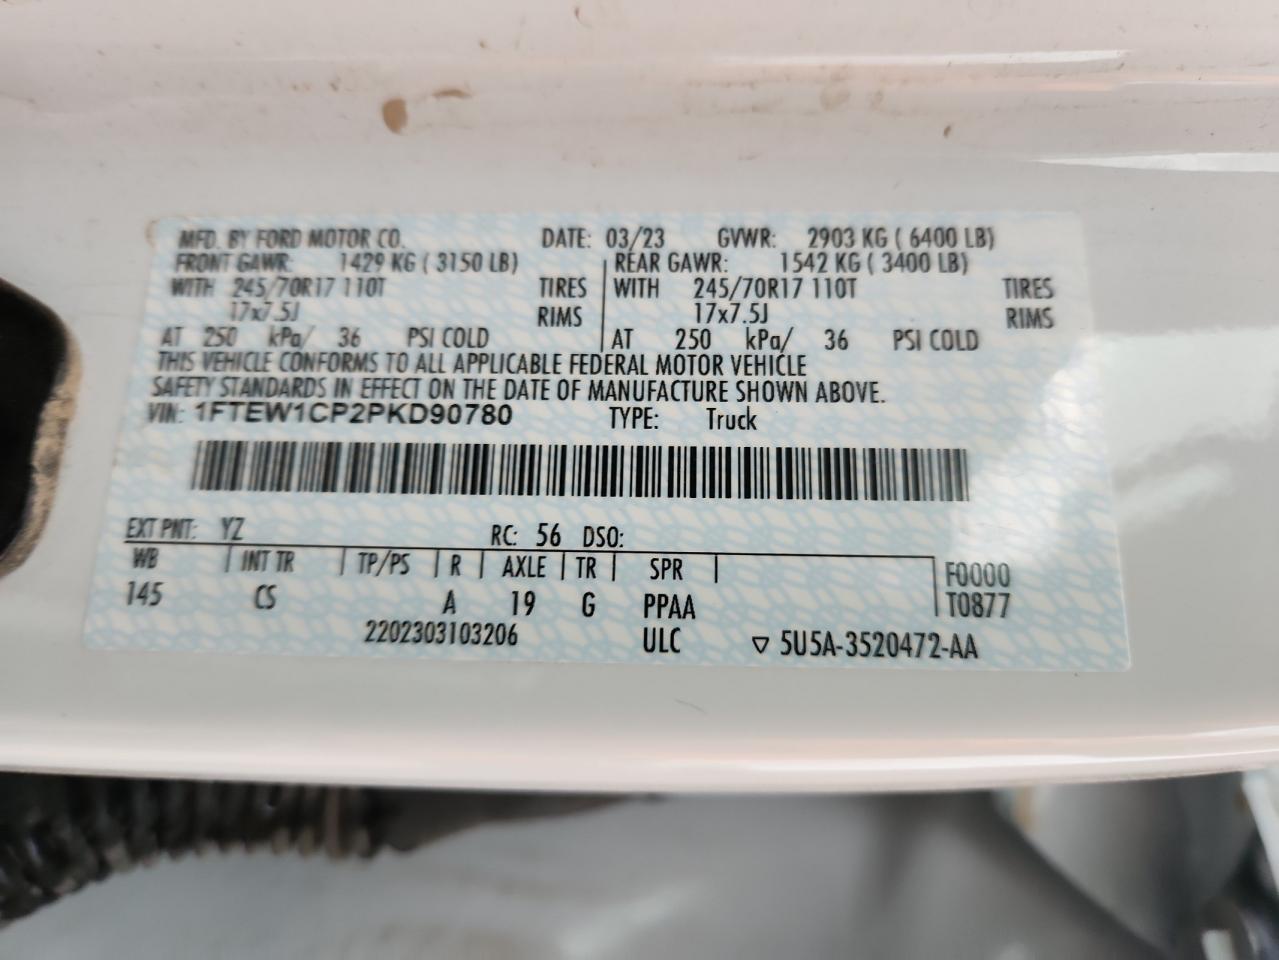 MFD. BY FORD MOTOR CO. DATE: 03/23 GVWR: 2903 KG ( 6400 LB)
FRONT GAWR: 1429 KG ( 3150 LB) REAR GAWR: 1542 KG ( 3400 LB)
WITH 245/70R17 110T TIRES WITH 245/70R17 110T TIRES
17x7.5J RIMS 17x7.5J RIMS
AT 250 kPa/ 36 PSI COLD AT 250 kPa/ 36 PSI COLD
THIS VEHICLE CONFORMS TO ALL APPLICABLE FEDERAL MOTOR VEHICLE
SAFETY STANDARDS IN EFFECT ON THE DATE OF MANUFACTURE SHOWN ABOVE.
VIN: 1FTEW1CP2PKD90780 TYPE: Truck
EXT PNT: YZ RC: 56 DSO:
WB INT TR TP/PS R AXLE TR SPR F0000
145 CS A 19 G PPAA T0877
2202303103206 ULC ▽ 5U5A-3520472-AA